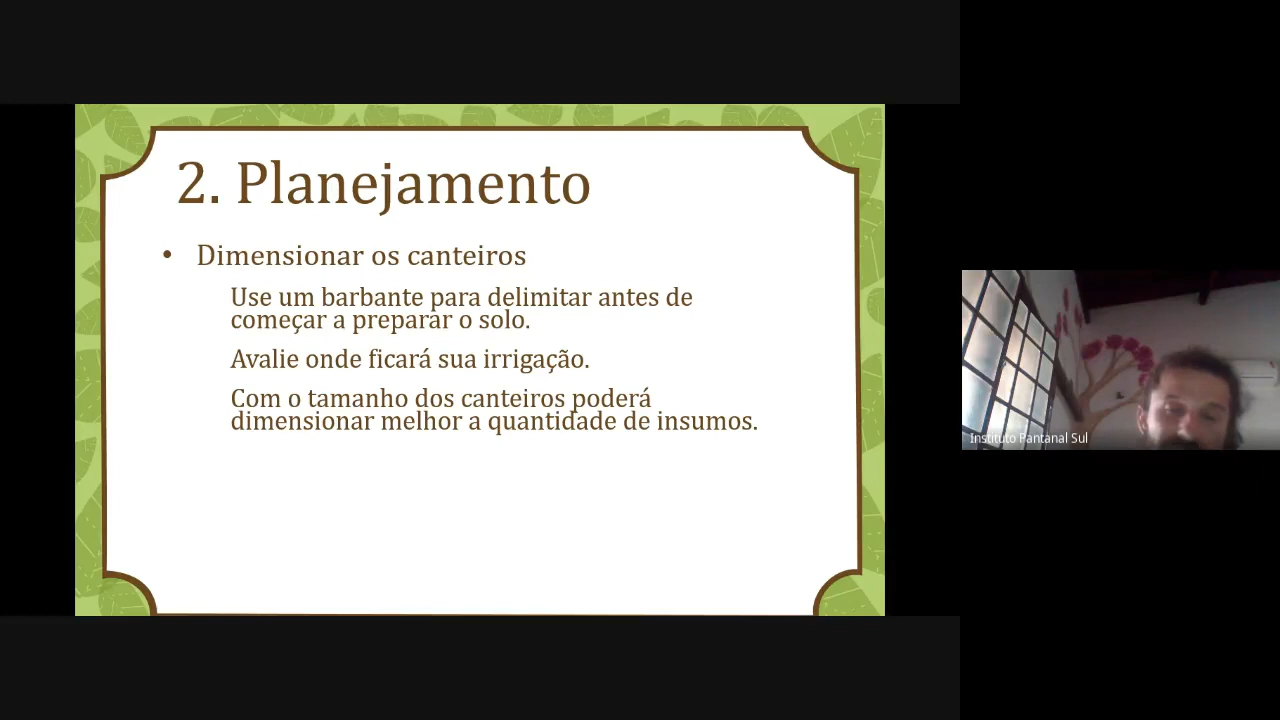 2. Planejamento
• Dimensionar os canteiros
Use um barbante para delimitar antes de
começar a preparar o solo.
Avalie onde ficará sua irrigação.
Com o tamanho dos canteiros poderá
dimensionar melhor a quantidade de insumos.
Instituto Pantanal Sul